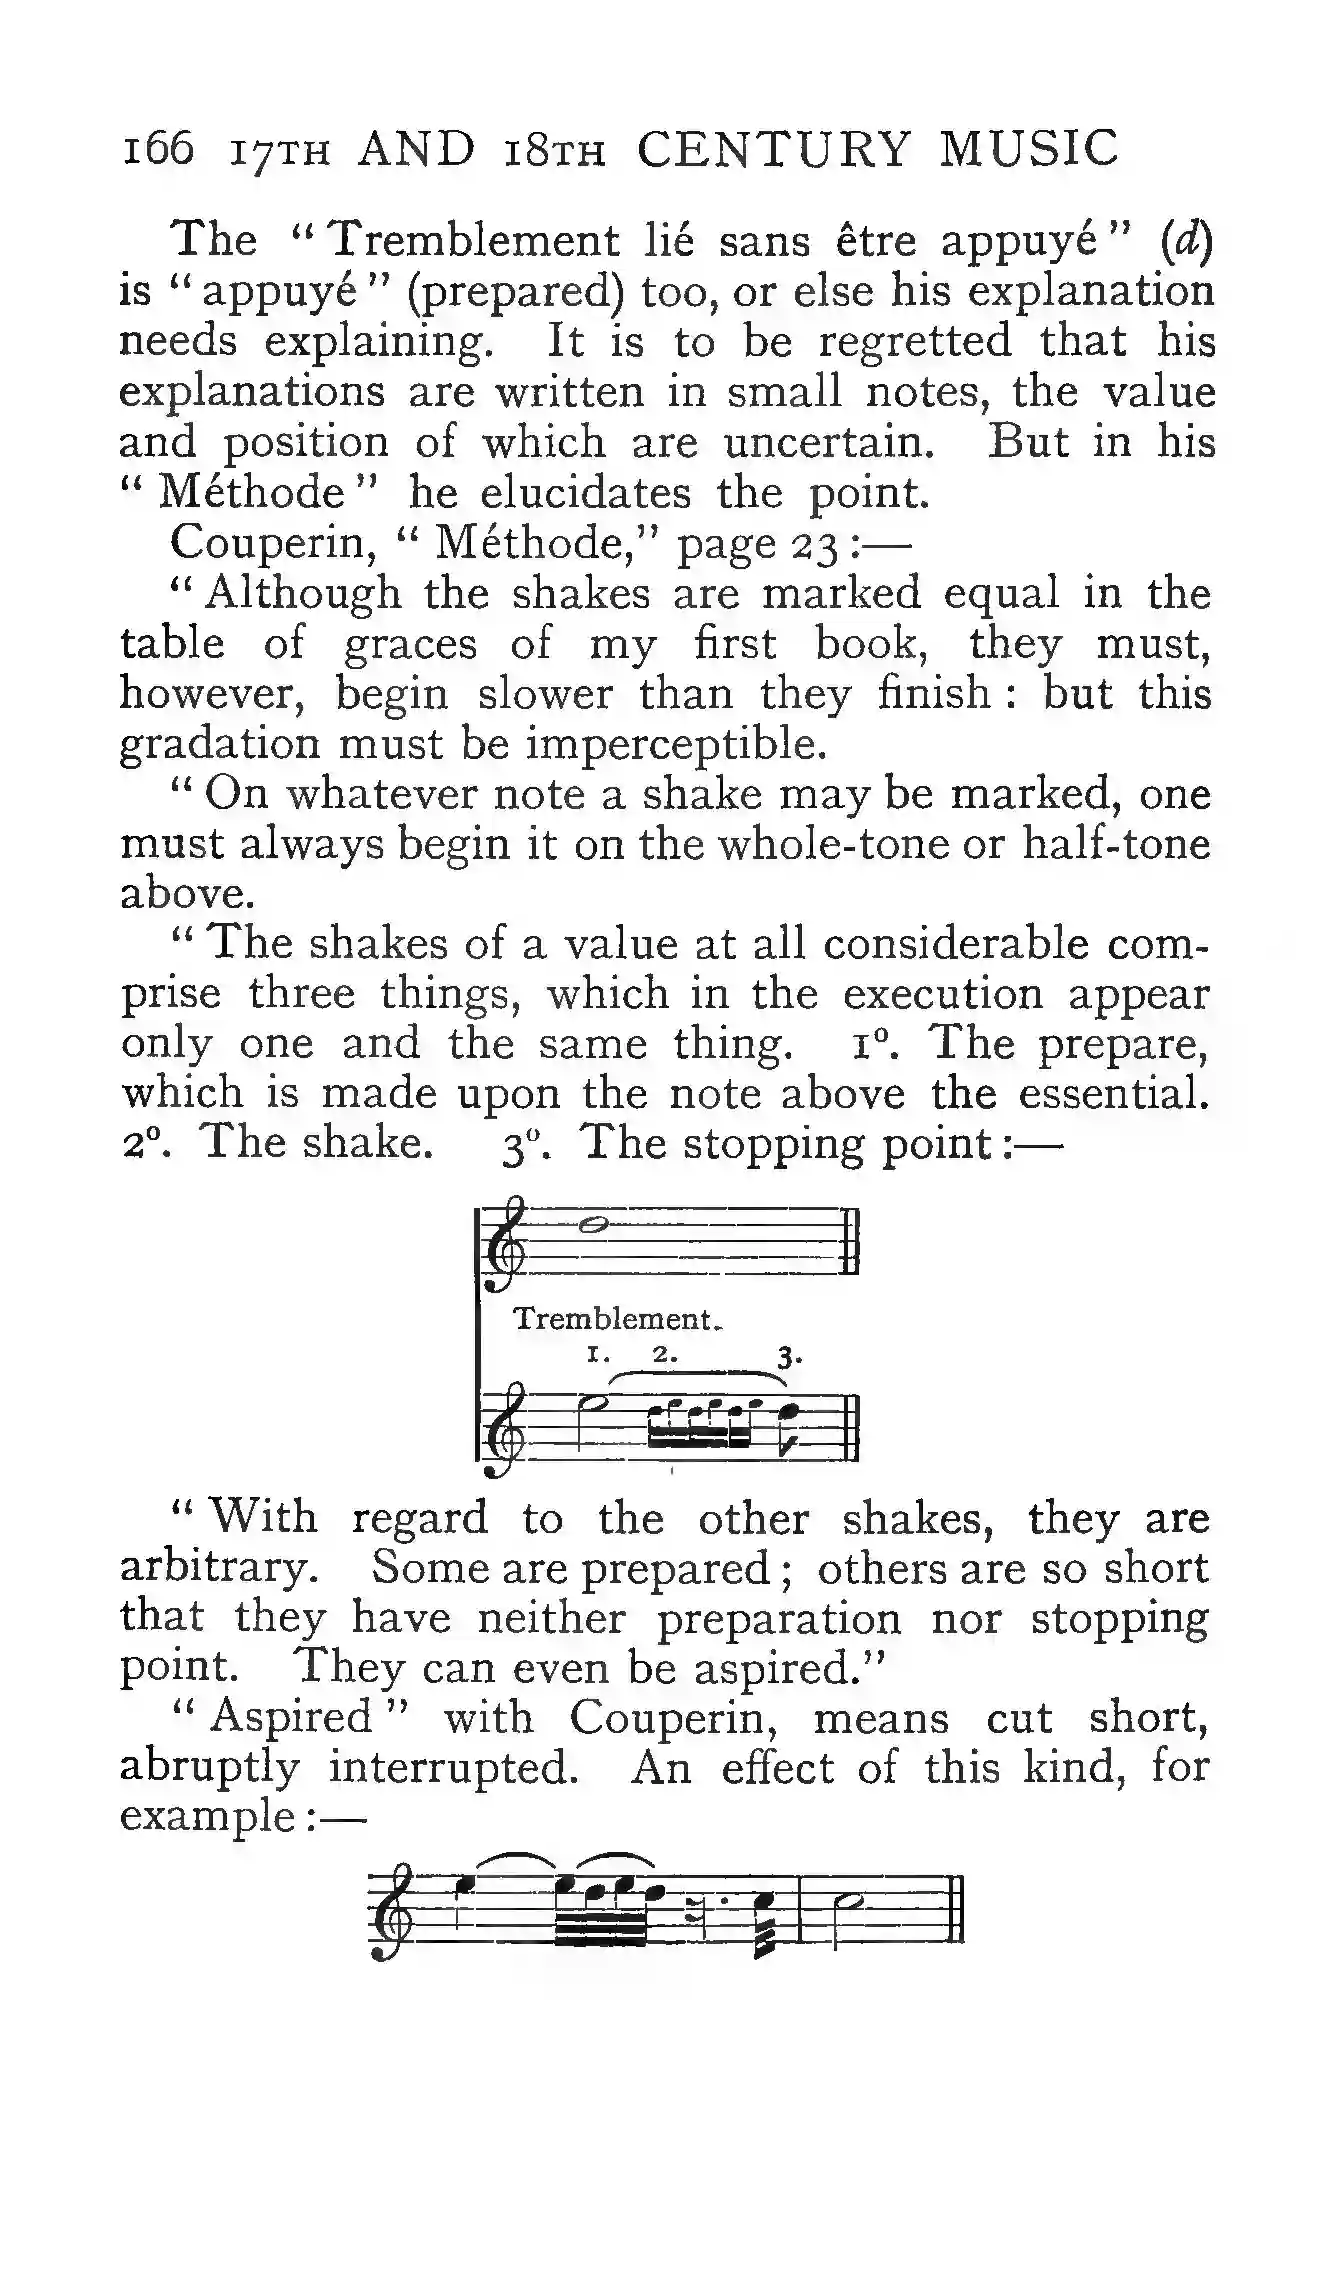 166 17TH AND 18TH CENTURY MUSIC
The “ Tremblement lié sans être appuyé ” (d)
is “ appuyé ” (prepared) too, or else his explanation
needs explaining. It is to be regretted that his
explanations are written in small notes, the value
and position of which are uncertain. But in his
“ Méthode ” he elucidates the point.
Couperin, “ Méthode,” page 23 :—
“ Although the shakes are marked equal in the
table of graces of my first book, they must,
however, begin slower than they finish : but this
gradation must be imperceptible.
“ On whatever note a shake may be marked, one
must always begin it on the whole-tone or half-tone
above.
“ The shakes of a value at all considerable com-
prise three things, which in the execution appear
only one and the same thing. 1º. The prepare,
which is made upon the note above the essential.
2º. The shake. 3º. The stopping point :—
Tremblement.
1. 2. 3.
“ With regard to the other shakes, they are
arbitrary. Some are prepared ; others are so short
that they have neither preparation nor stopping
point. They can even be aspired.”
“ Aspired ” with Couperin, means cut short,
abruptly interrupted. An effect of this kind, for
example :—